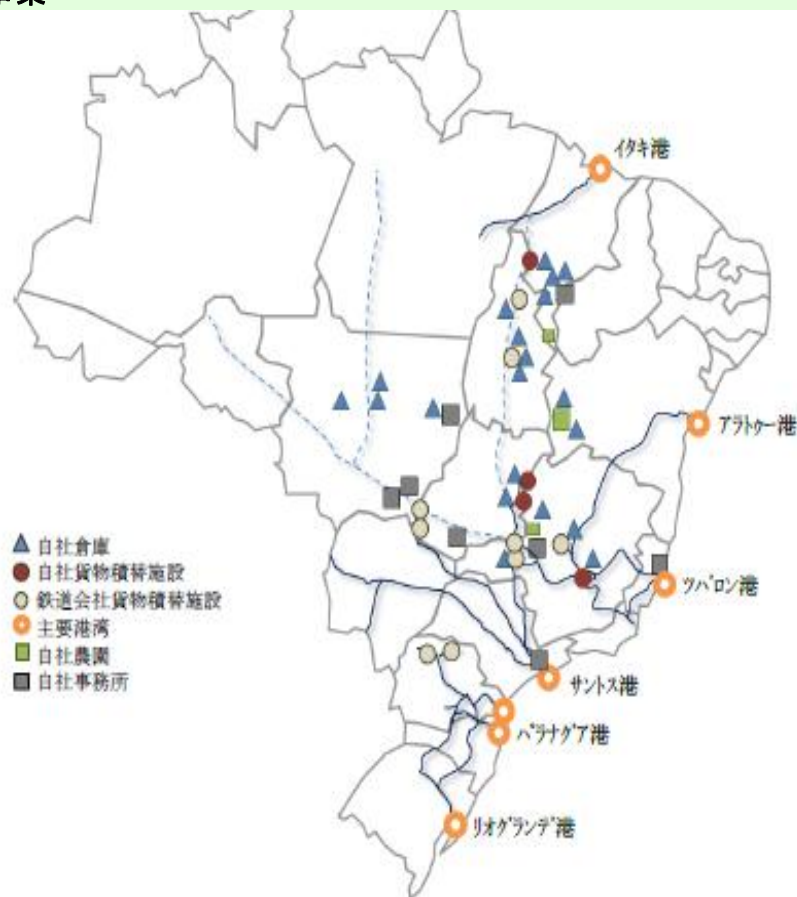 イタキ港
アラトゥー港
自社倉庫
自社貨物積替施設
鉄道会社貨物積替施設
主要港湾
自社農園
自社事務所
ツバロン港
サントス港
パラナグア港
リオグランデ港